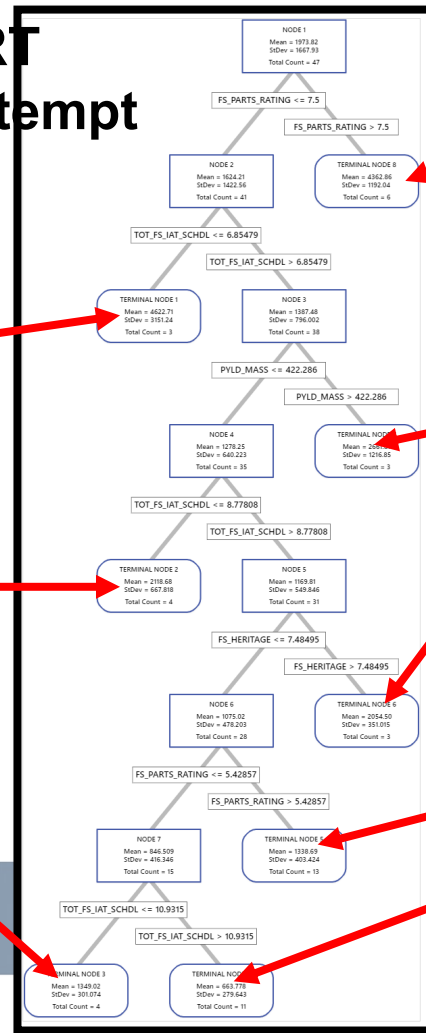 RT
tempt
NODE 1
Mean = 1973.82
StDev = 1667.93
Total Count = 47
FS_PARTS_RATING <= 7.5
FS_PARTS_RATING > 7.5
NODE 2
Mean = 1624.21
StDev = 1422.56
Total Count = 41
TERMINAL NODE 8
Mean = 4362.86
StDev = 1192.04
Total Count = 6
TOT_FS_IAT_SCHDL <= 6.85479
TOT_FS_IAT_SCHDL > 6.85479
TERMINAL NODE 1
Mean = 4622.71
StDev = 3151.24
Total Count = 3
NODE 3
Mean = 1387.48
StDev = 796.002
Total Count = 38
PYLD_MASS <= 422.286
PYLD_MASS > 422.286
NODE 4
Mean = 1278.25
StDev = 640.223
Total Count = 35
TERMINAL NODE
Mean =
StDev = 1216.85
Total Count = 3
TOT_FS_IAT_SCHDL <= 8.77808
TOT_FS_IAT_SCHDL > 8.77808
TERMINAL NODE 2
Mean = 2118.68
StDev = 667.818
Total Count = 4
NODE 5
Mean = 1169.81
StDev = 549.846
Total Count = 31
FS_HERITAGE <= 7.48495
FS_HERITAGE > 7.48495
NODE 6
Mean = 1075.02
StDev = 478.203
Total Count = 28
TERMINAL NODE 6
Mean = 2054.50
StDev = 351.015
Total Count = 3
FS_PARTS_RATING <= 5.42857
FS_PARTS_RATING > 5.42857
NODE 7
Mean = 846.509
StDev = 416.346
Total Count = 15
TERMINAL NODE 5
Mean = 1338.69
StDev = 403.424
Total Count = 13
TOT_FS_IAT_SCHDL <= 10.9315
TOT_FS_IAT_SCHDL > 10.9315
TERMINAL NODE 3
Mean = 1349.02
StDev = 301.074
Total Count = 4
TERMINAL NODE
Mean = 663.778
StDev = 279.643
Total Count = 11